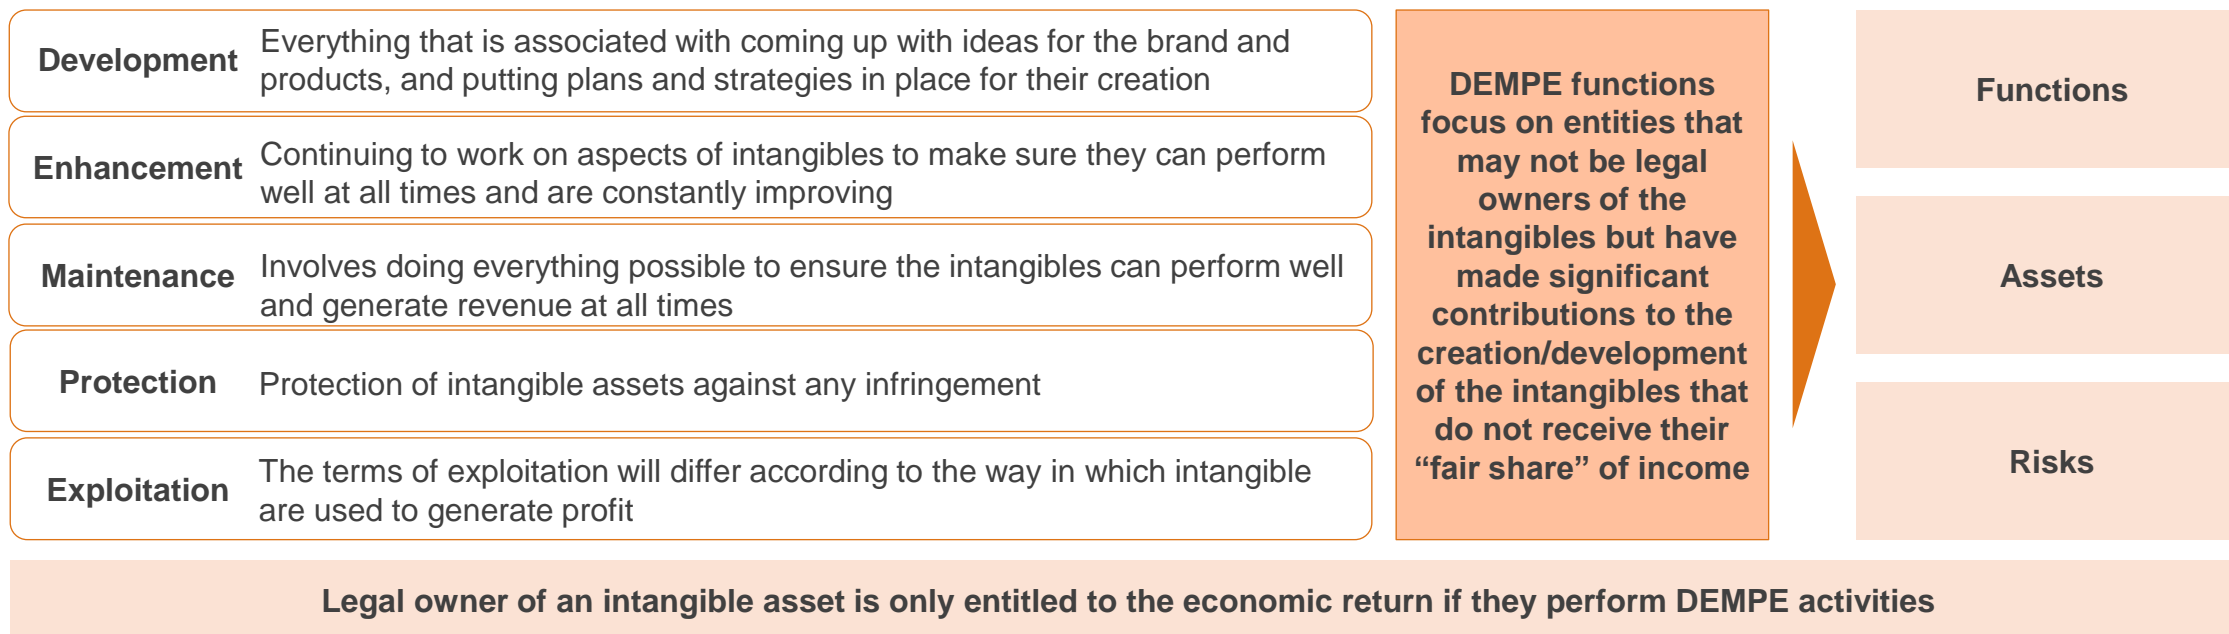 Development
Everything that is associated with coming up with ideas for the brand and
products, and putting plans and strategies in place for their creation
Enhancement
Continuing to work on aspects of intangibles to make sure they can perform
well at all times and are constantly improving
Maintenance
Involves doing everything possible to ensure the intangibles can perform well
and generate revenue at all times
Protection
Protection of intangible assets against any infringement
Exploitation
The terms of exploitation will differ according to the way in which intangible
are used to generate profit
DEMPE functions
focus on entities that
may not be legal
owners of the
intangibles but have
made significant
contributions to the
creation/development
of the intangibles that
do not receive their
“fair share” of income
Functions
Assets
Risks
Legal owner of an intangible asset is only entitled to the economic return if they perform DEMPE activities